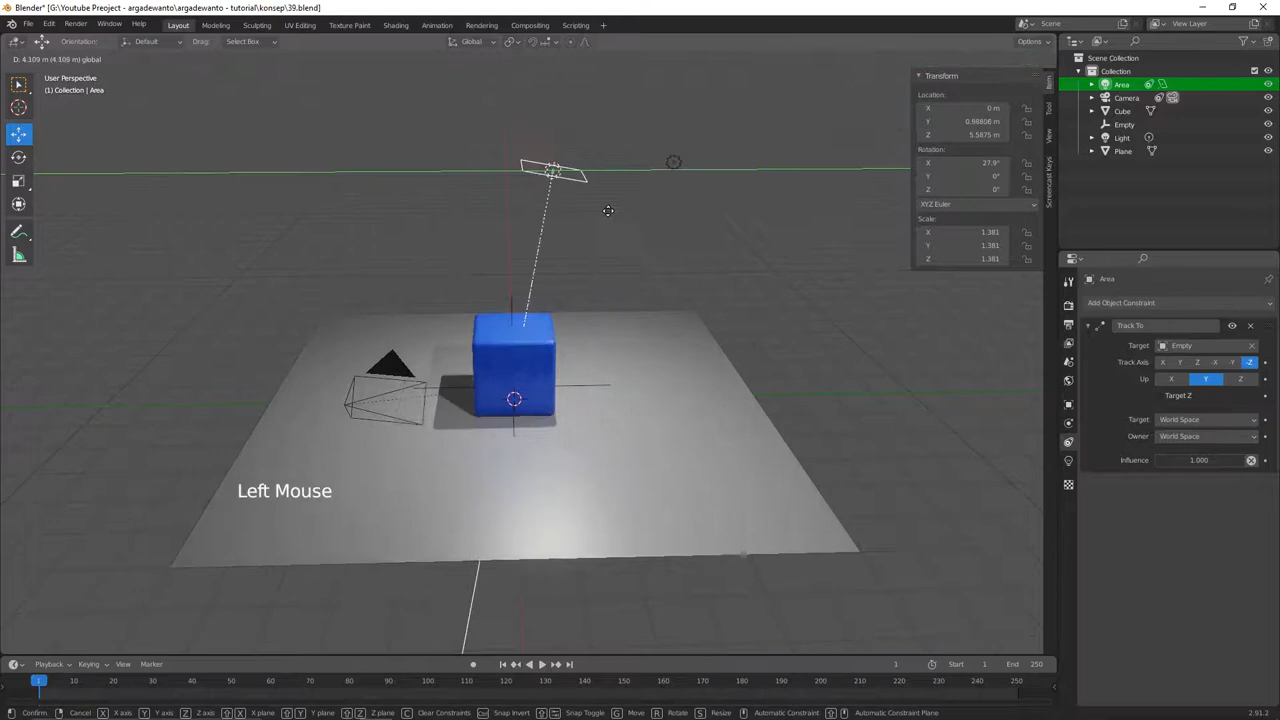 Blender* [G:\Youtube Preoject - argadewanto\argadewanto - tutorial\konsep\39.blend]
File Edit Render Window Help Layout Modeling Sculpting UV Editing Texture Paint Shading Animation Rendering Compositing Scripting + Scene View Layer
Orientation: Default Drag: Select Box Global Options
D: 4.109 m (4.109 m) global
User Perspective
(1) Collection | Area
Transform
Location:
X 0 m
Y 0.98806 m
Z 5.5875 m
Rotation:
X 27.9°
Y 0°
Z 0°
XYZ Euler
Scale:
X 1.381
Y 1.381
Z 1.381
Item
Tool
View
Screencast Keys
Scene Collection
Collection
Area
Camera
Cube
Empty
Light
Plane
Area
Add Object Constraint
Track To
Target Empty
Track Axis X Y Z -X -Y -Z
Up X Y Z
Target Z
Target World Space
Owner World Space
Influence 1.000
Left Mouse
Playback Keying View Marker 1 Start 1 End 250
1 10 20 30 40 50 60 70 80 90 100 110 120 130 140 150 160 170 180 190 200 210 220 230 240 250
Confirm Cancel X X axis Y Y axis Z Z axis X X plane Y Y plane Z Z plane C Clear Constraints Ctrl Snap Invert Snap Toggle G Move R Rotate S Resize Automatic Constraint Automatic Constraint Plane 2.91.2